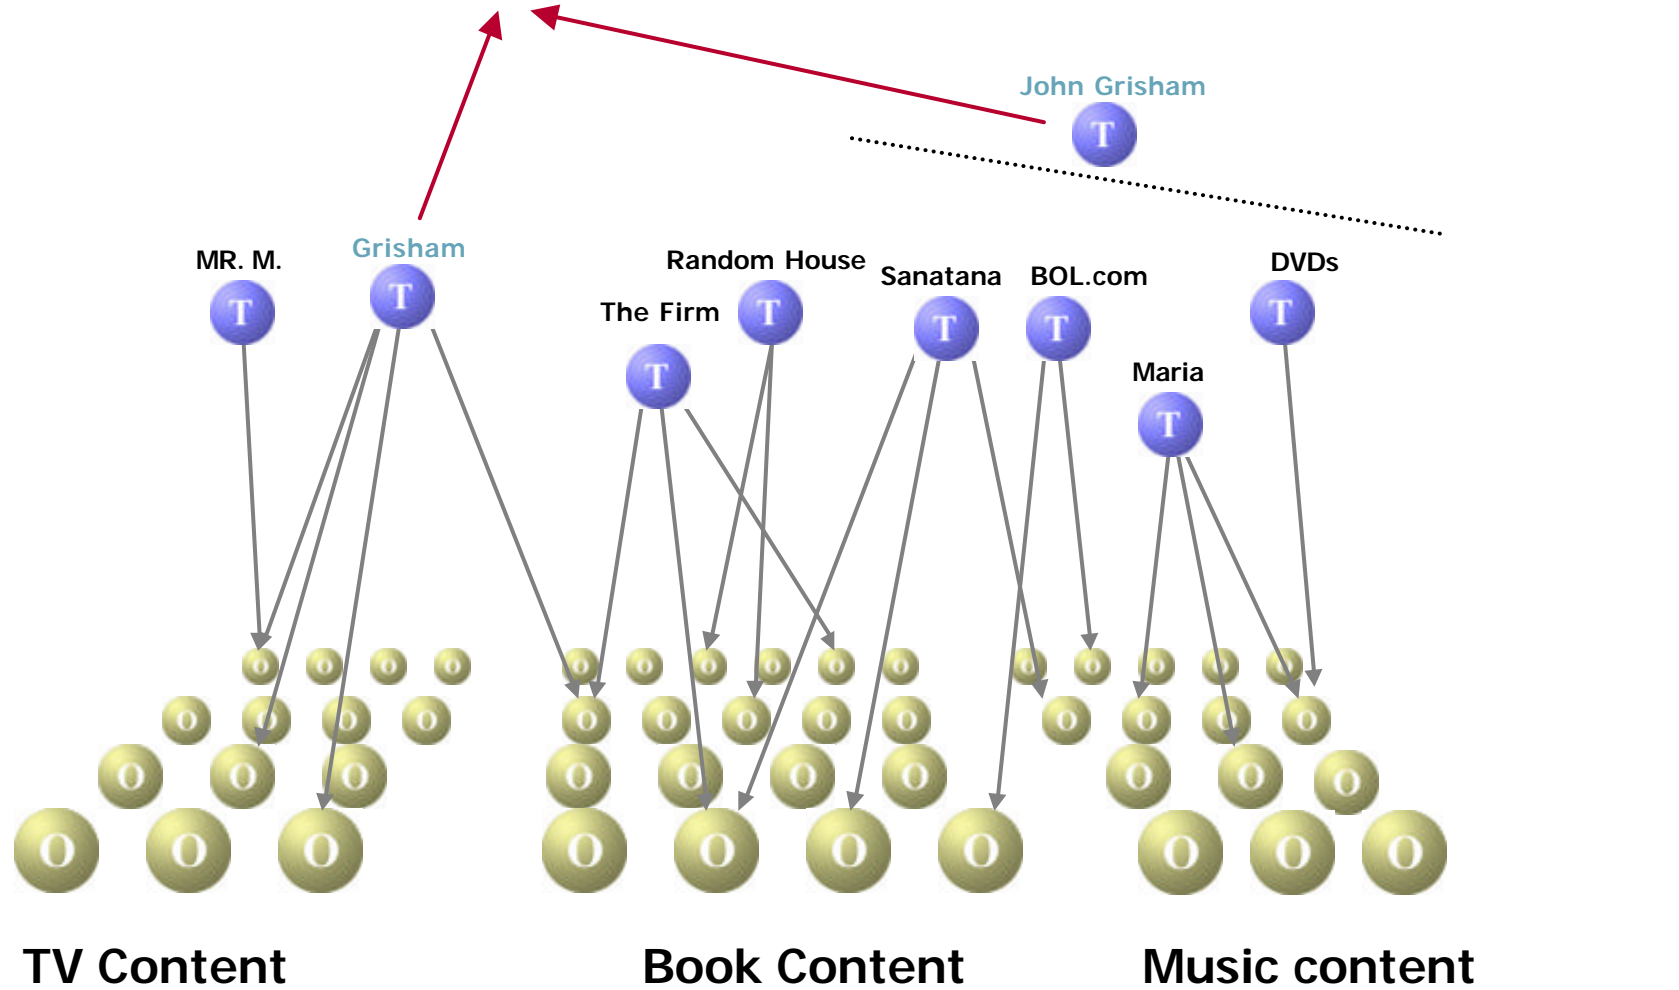 John Grisham
T
MR. M.
Grisham
Random House
Sanatana
BOL.com
DVDs
The Firm
T
T
T
T
T
T
T
Maria
T
O O O O O O O O O O O O O O O
O O O O O O O O O O O O O
O O O O O O O O O O
O O O O O O O O O O
TV Content
Book Content
Music content